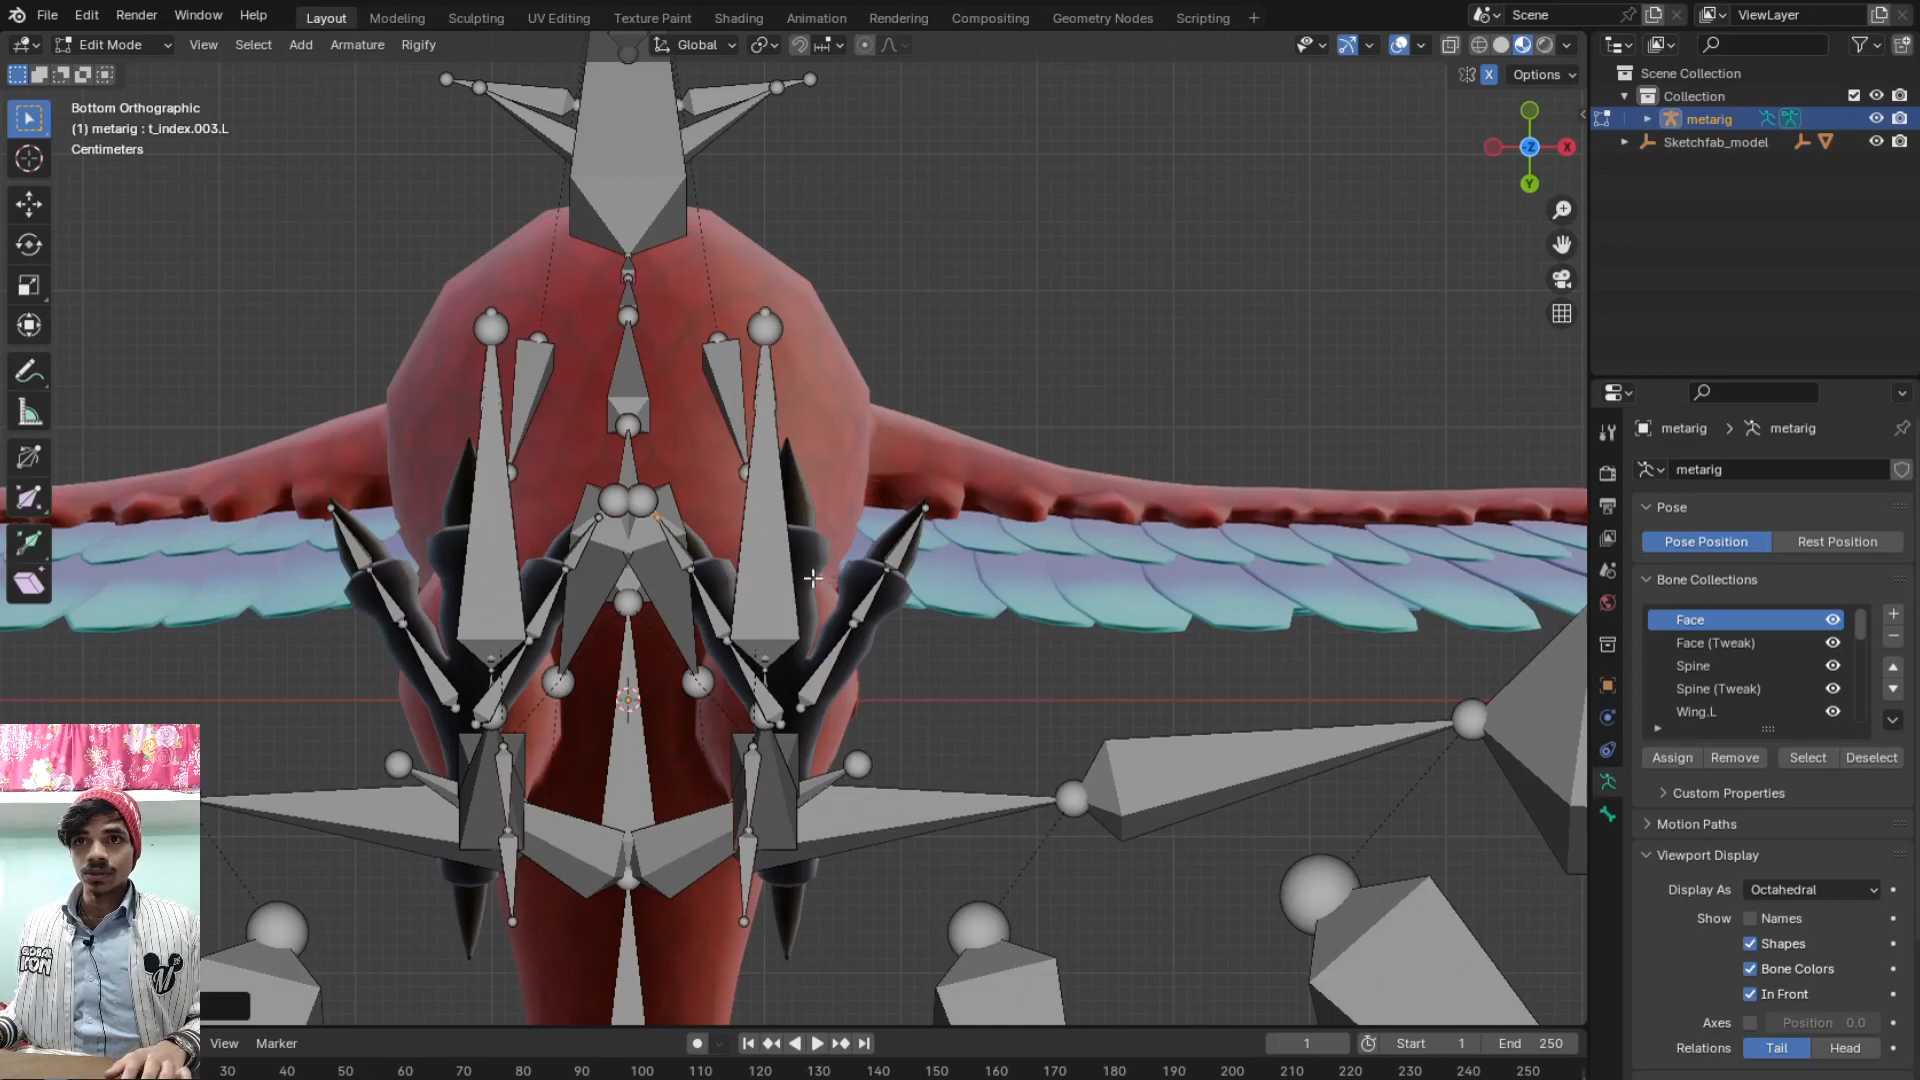 File Edit Render Window Help Layout Modeling Sculpting UV Editing Texture Paint Shading Animation Rendering Compositing Geometry Nodes Scripting + Scene ViewLayer
Edit Mode View Select Add Armature Rigify Global
X Options
Bottom Orthographic
(1) metarig : t_index.003.L
Centimeters
-Z X
Y
Scene Collection
Collection
metarig
Sketchfab_model
metarig > metarig
metarig
Pose
Pose Position Rest Position
Bone Collections
Face
Face (Tweak)
Spine
Spine (Tweak)
Wing.L
Assign Remove Select Deselect
Custom Properties
Motion Paths
Viewport Display
Display As Octahedral
Show Names
Shapes
Bone Colors
In Front
Axes Position 0.0
Relations Tail Head
GLOBAL
IKON
View Marker 1 Start 1 End 250
30 40 50 60 70 80 90 100 110 120 130 140 150 160 170 180 190 200 210 220 230 240 250